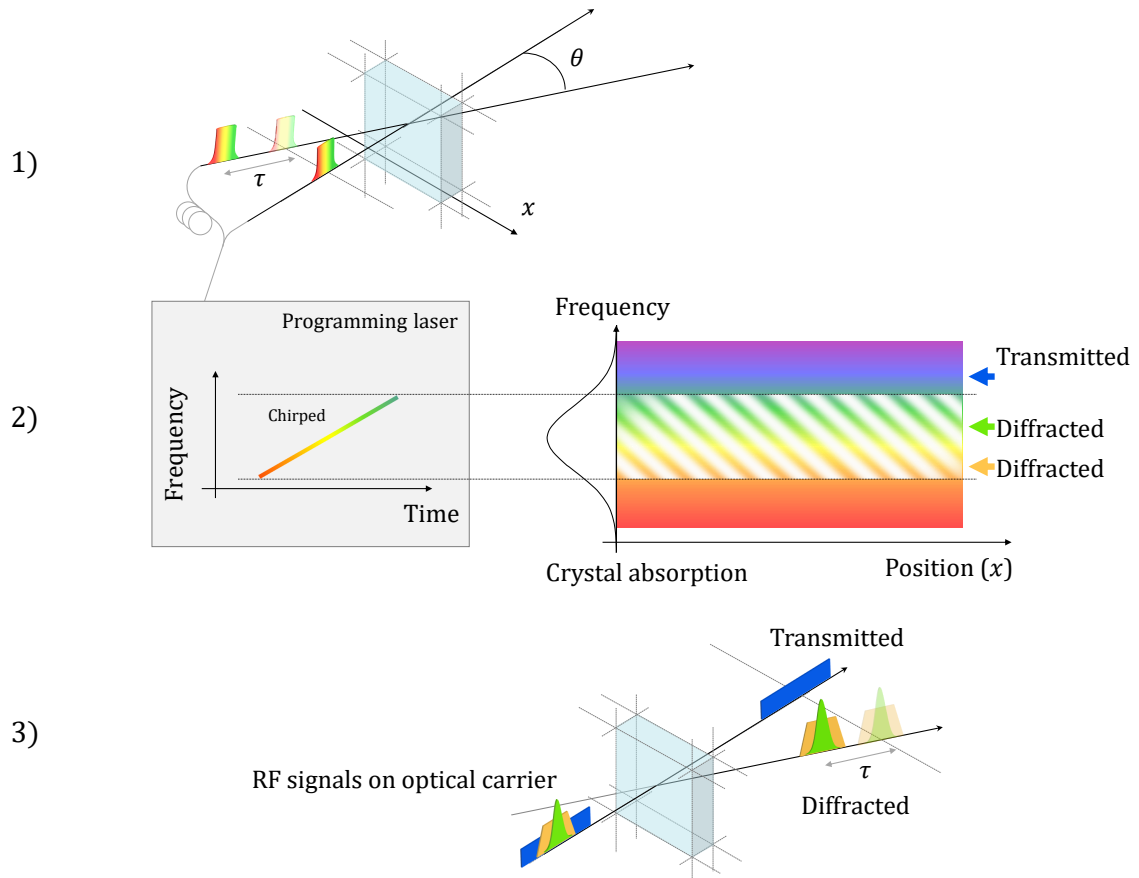 1)
θ
τ
x
2)
Programming laser
Frequency
Chirped
Time
Frequency
Transmitted
Diffracted
Diffracted
Crystal absorption
Position (x)
3)
Transmitted
RF signals on optical carrier
τ
Diffracted